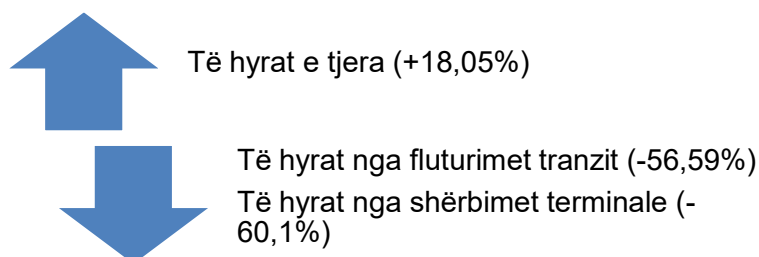 Të hyrat e tjera (+18,05%)
Të hyrat nga fluturimet tranzit (-56,59%)
Të hyrat nga shërbimet terminale (-
60,1%)